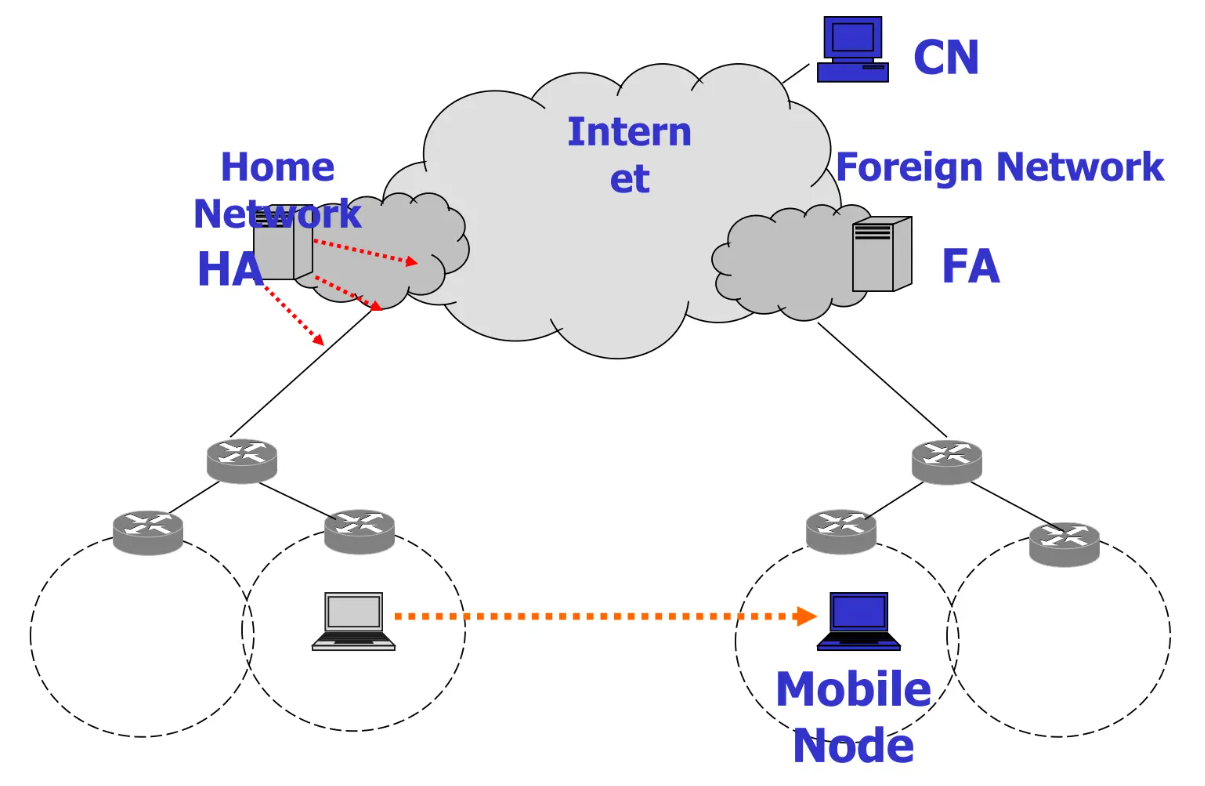 CN
Intern
et
Home
Network
Foreign Network
HA
FA
Mobile
Node